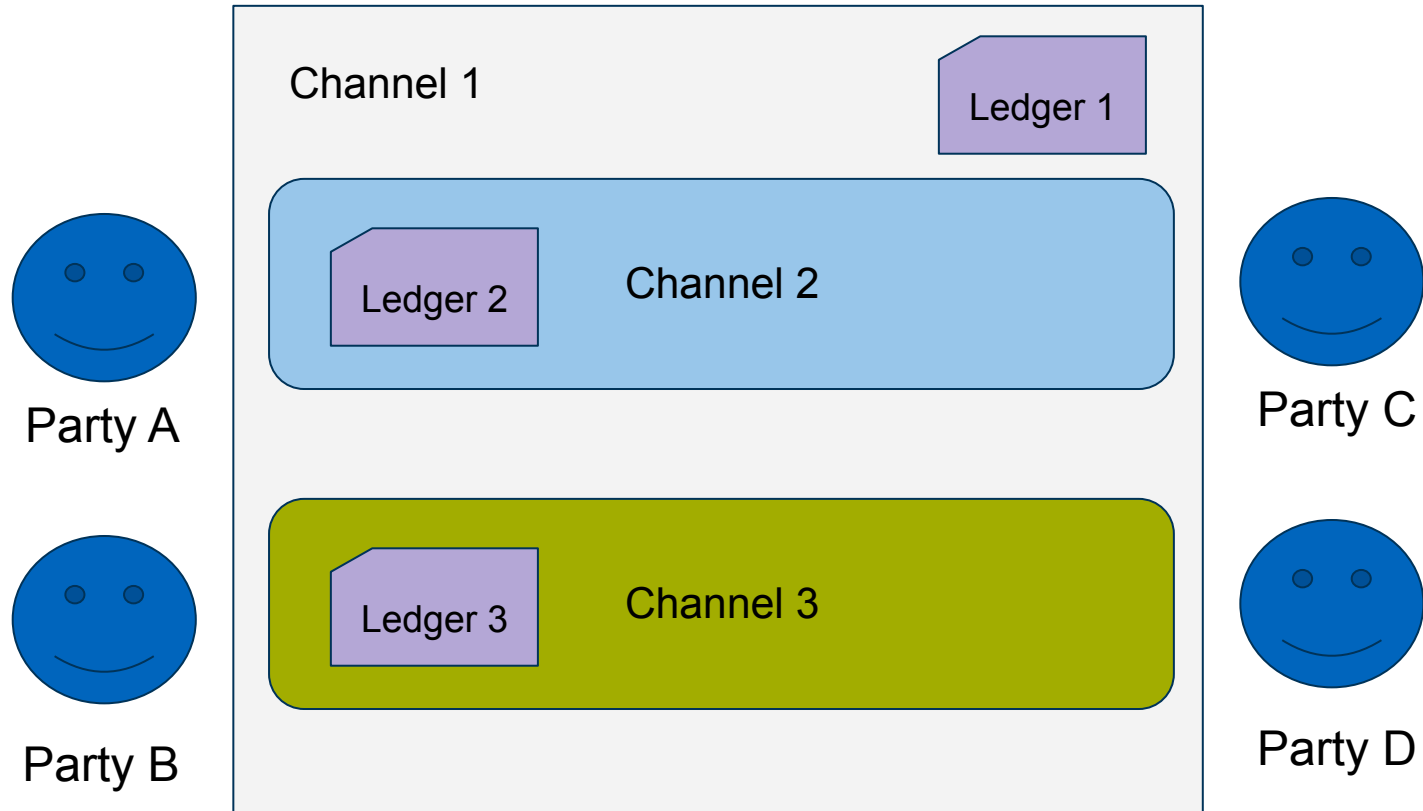 Channel 1
Ledger 1
Ledger 2
Channel 2
Party A
Party C
Ledger 3
Channel 3
Party B
Party D